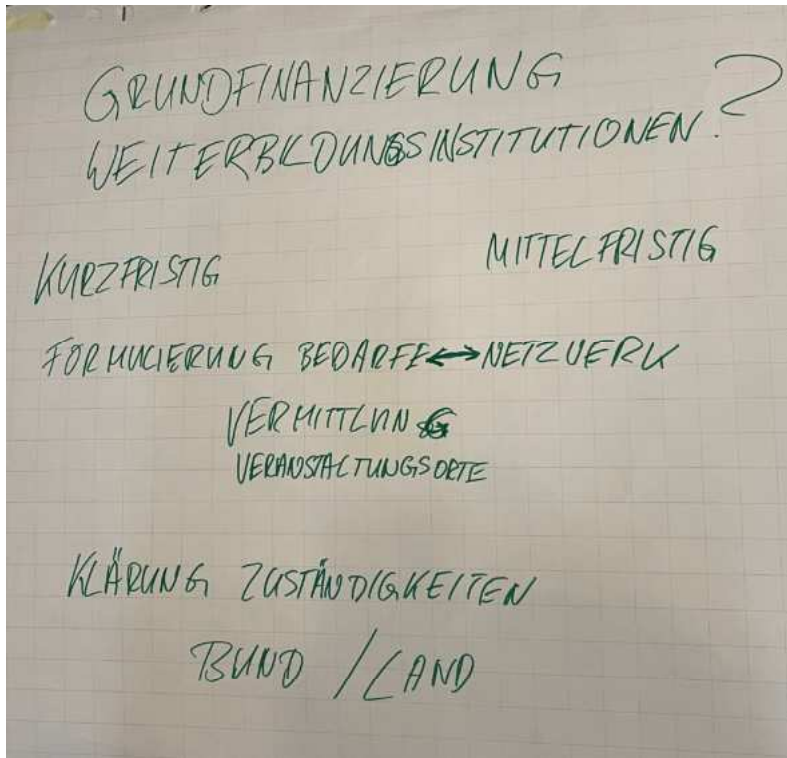 GRUNDFINANZIERUNG
WEITERBILDUNGSINSTITUTIONEN?
KURZFRISTIG MITTELFRISTIG
FORMULIERUNG BEDARFE ↔ NETZWERK
VERMITTLUNG
VERANSTALTUNGSORTE
KLÄRUNG ZUSTÄNDIGKEITEN
BUND / LAND